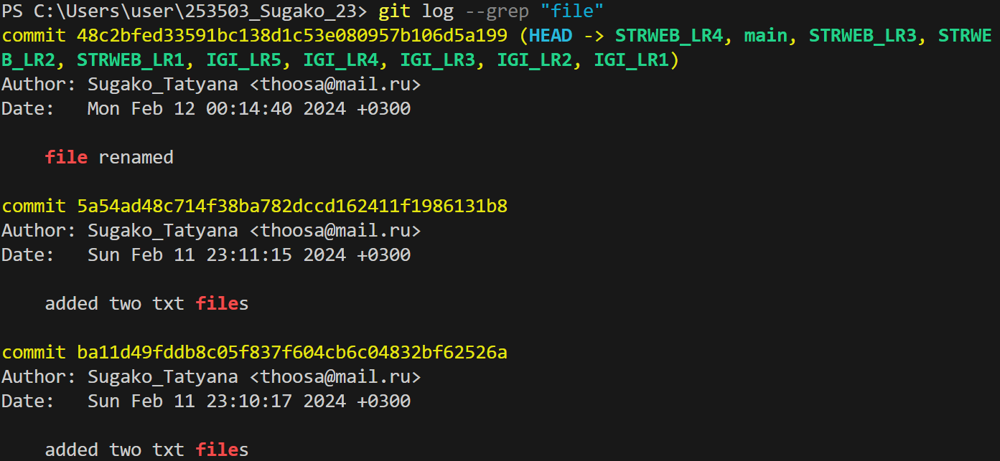 PS C:\Users\user\253503_Sugako_23> git log --grep "file"
commit 48c2bfed33591bc138d1c53e080957b106d5a199 (HEAD -> STRWEB_LR4, main, STRWEB_LR3, STRWE
B_LR2, STRWEB_LR1, IGI_LR5, IGI_LR4, IGI_LR3, IGI_LR2, IGI_LR1)
Author: Sugako_Tatyana <thoosa@mail.ru>
Date:   Mon Feb 12 00:14:40 2024 +0300

    file renamed

commit 5a54ad48c714f38ba782dccd162411f1986131b8
Author: Sugako_Tatyana <thoosa@mail.ru>
Date:   Sun Feb 11 23:11:15 2024 +0300

    added two txt files

commit ba11d49fddb8c05f837f604cb6c04832bf62526a
Author: Sugako_Tatyana <thoosa@mail.ru>
Date:   Sun Feb 11 23:10:17 2024 +0300

    added two txt files